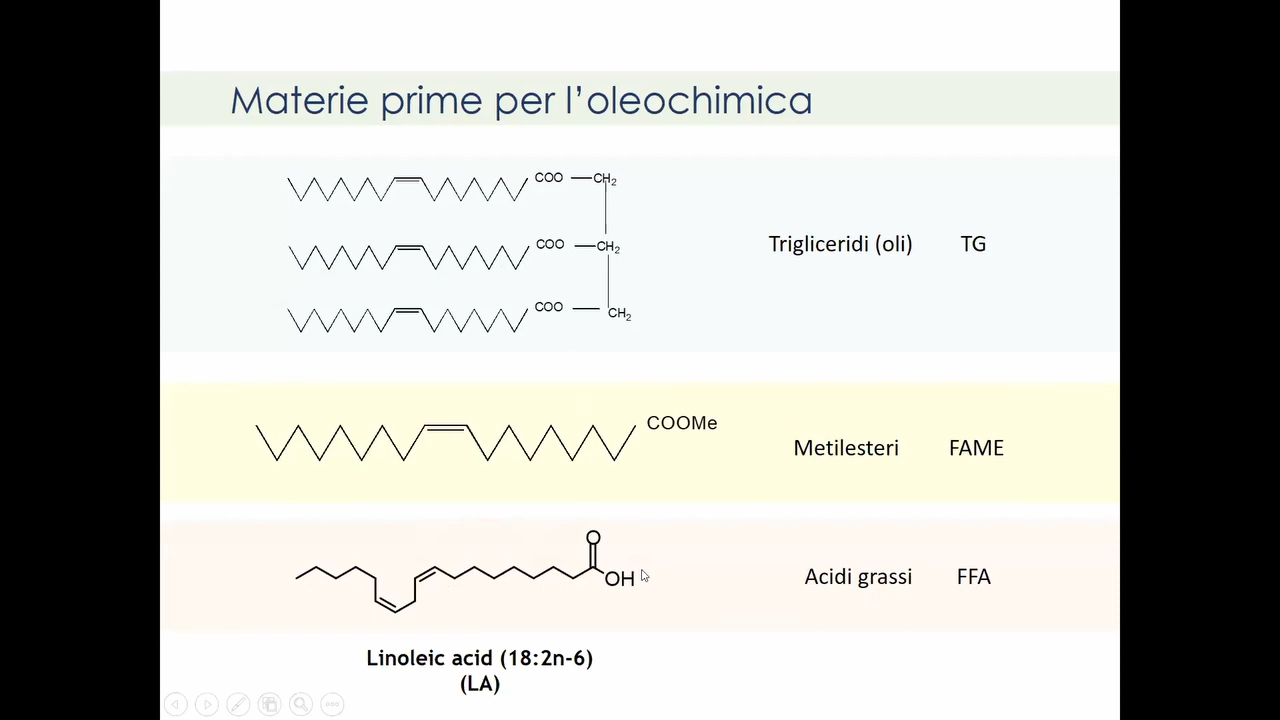 Materie prime per l’oleochimica
COO CH₂
COO CH₂
Trigliceridi (oli) TG
COO CH₂
COOMe
Metilesteri FAME
O
OH
Acidi grassi FFA
Linoleic acid (18:2n-6)
(LA)